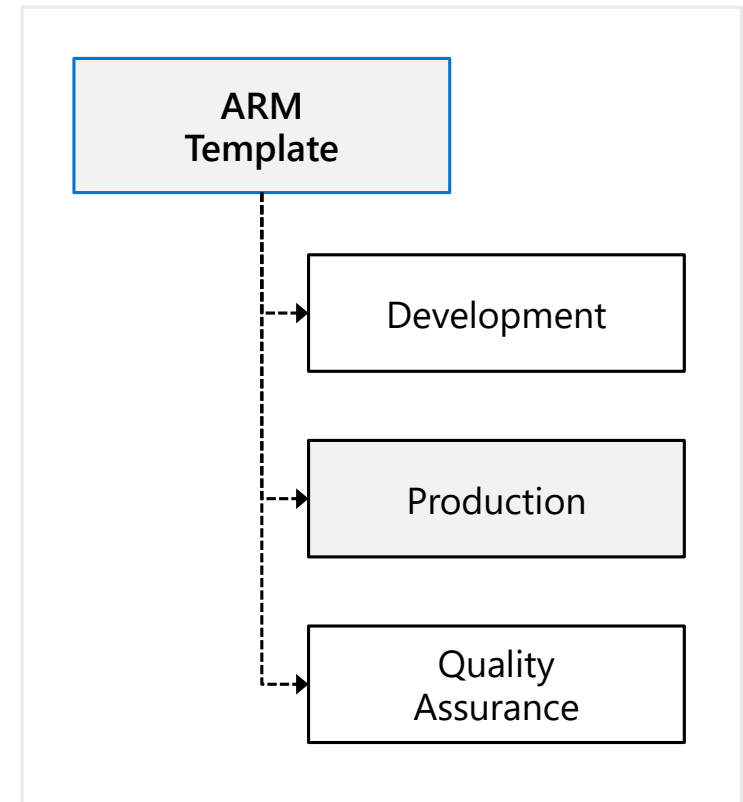 ARM
Template
Development
Production
Quality
Assurance